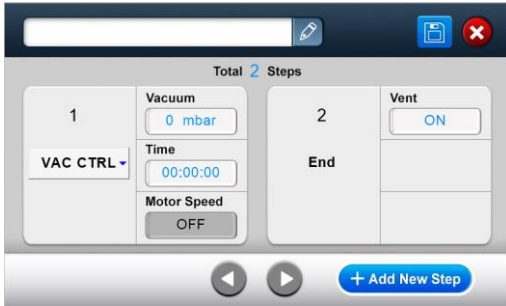 Total 2 Steps
1
VAC CTRL
Vacuum
0 mbar
Time
00:00:00
Motor Speed
OFF
2
End
Vent
ON
+ Add New Step